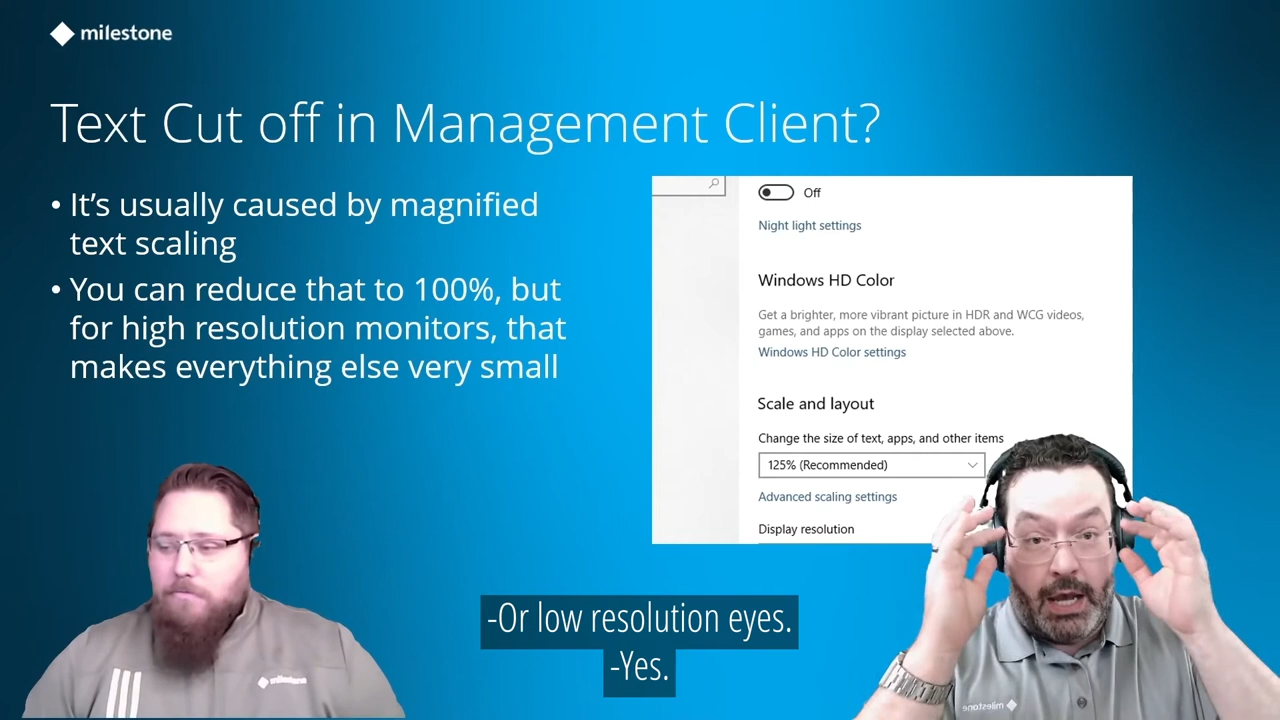 milestone
Text Cut off in Management Client?
• It’s usually caused by magnified
text scaling
• You can reduce that to 100%, but
for high resolution monitors, that
makes everything else very small
Off
Night light settings
Windows HD Color
Get a brighter, more vibrant picture in HDR and WCG videos,
games, and apps on the display selected above.
Windows HD Color settings
Scale and layout
Change the size of text, apps, and other items
125% (Recommended)
Advanced scaling settings
Display resolution
milestone
milestone
-Or low resolution eyes.
-Yes.